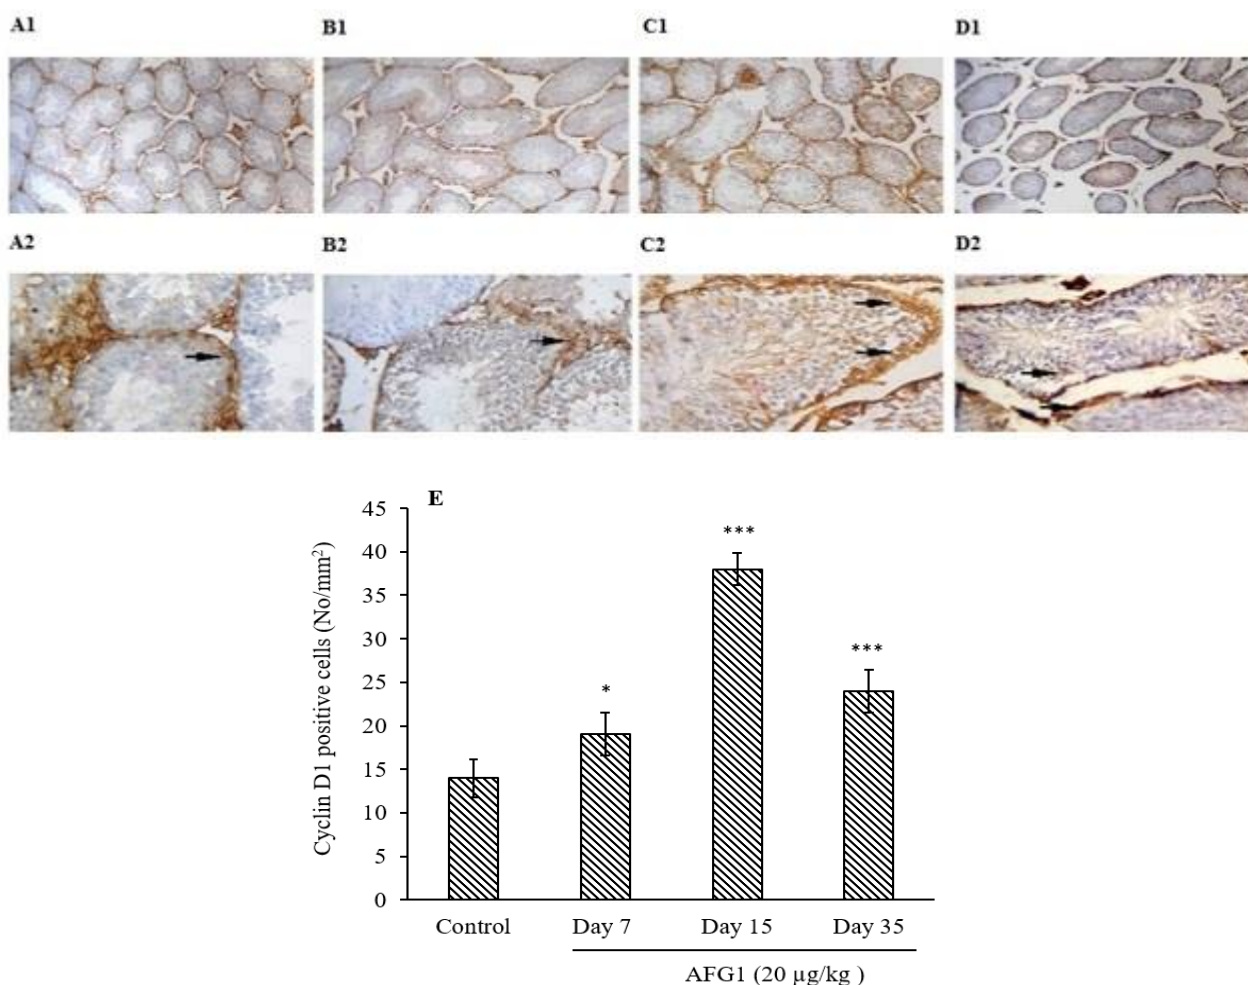 A1 B1 C1 D1
A2 B2 C2 D2
E
45
40
35
30
25
20
15
10
5
0
Cyclin D1 positive cells (No/mm²)
*
***
***
Control Day 7 Day 15 Day 35
AFG1 (20 µg/kg )